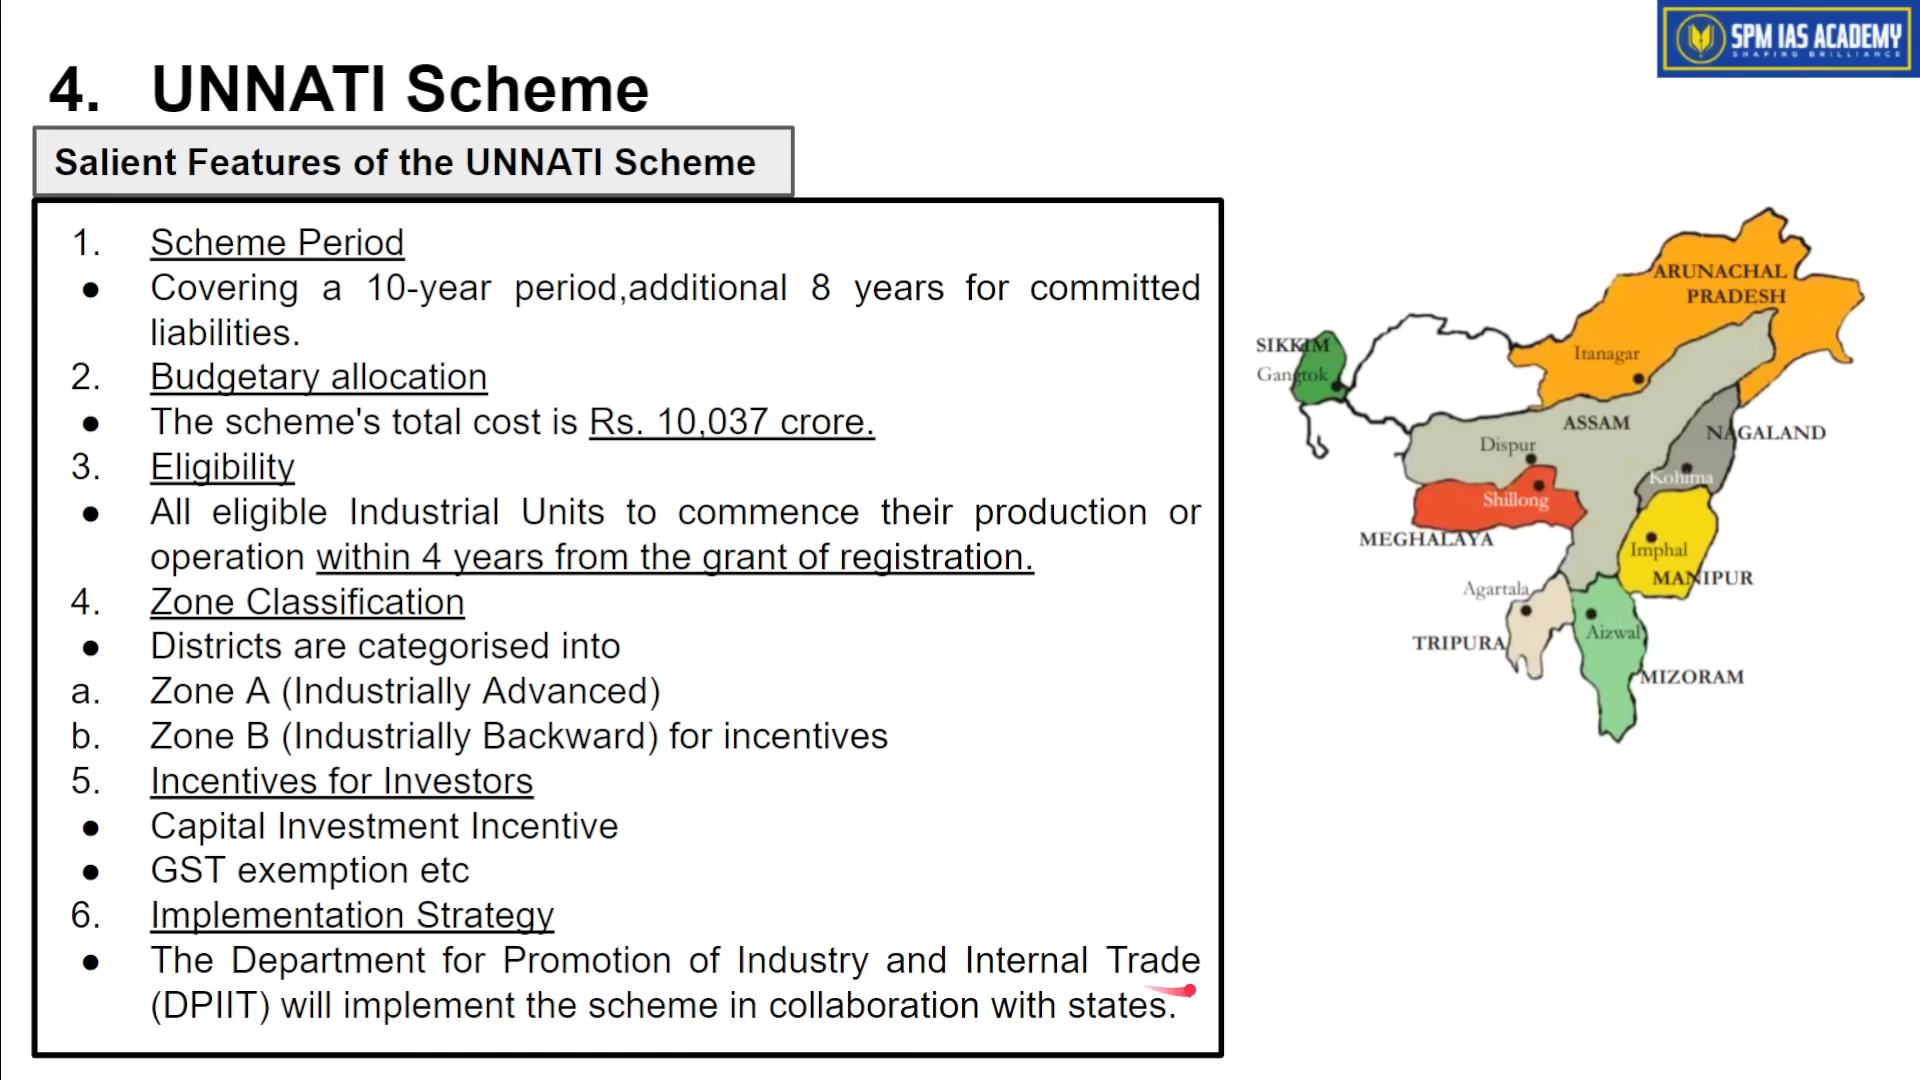 SPM IAS ACADEMY
SHAPING BRILLIANCE
4. UNNATI Scheme
Salient Features of the UNNATI Scheme
1. Scheme Period
● Covering a 10-year period,additional 8 years for committed
liabilities.
2. Budgetary allocation
● The scheme's total cost is Rs. 10,037 crore.
3. Eligibility
● All eligible Industrial Units to commence their production or
operation within 4 years from the grant of registration.
4. Zone Classification
● Districts are categorised into
a. Zone A (Industrially Advanced)
b. Zone B (Industrially Backward) for incentives
5. Incentives for Investors
● Capital Investment Incentive
● GST exemption etc
6. Implementation Strategy
● The Department for Promotion of Industry and Internal Trade
(DPIIT) will implement the scheme in collaboration with states.
ARUNACHAL
PRADESH
Itanagar
SIKKIM
Gangtok
ASSAM
Dispur
NAGALAND
Kohima
Shillong
MEGHALAYA
Imphal
MANIPUR
Agartala
TRIPURA
Aizwal
MIZORAM